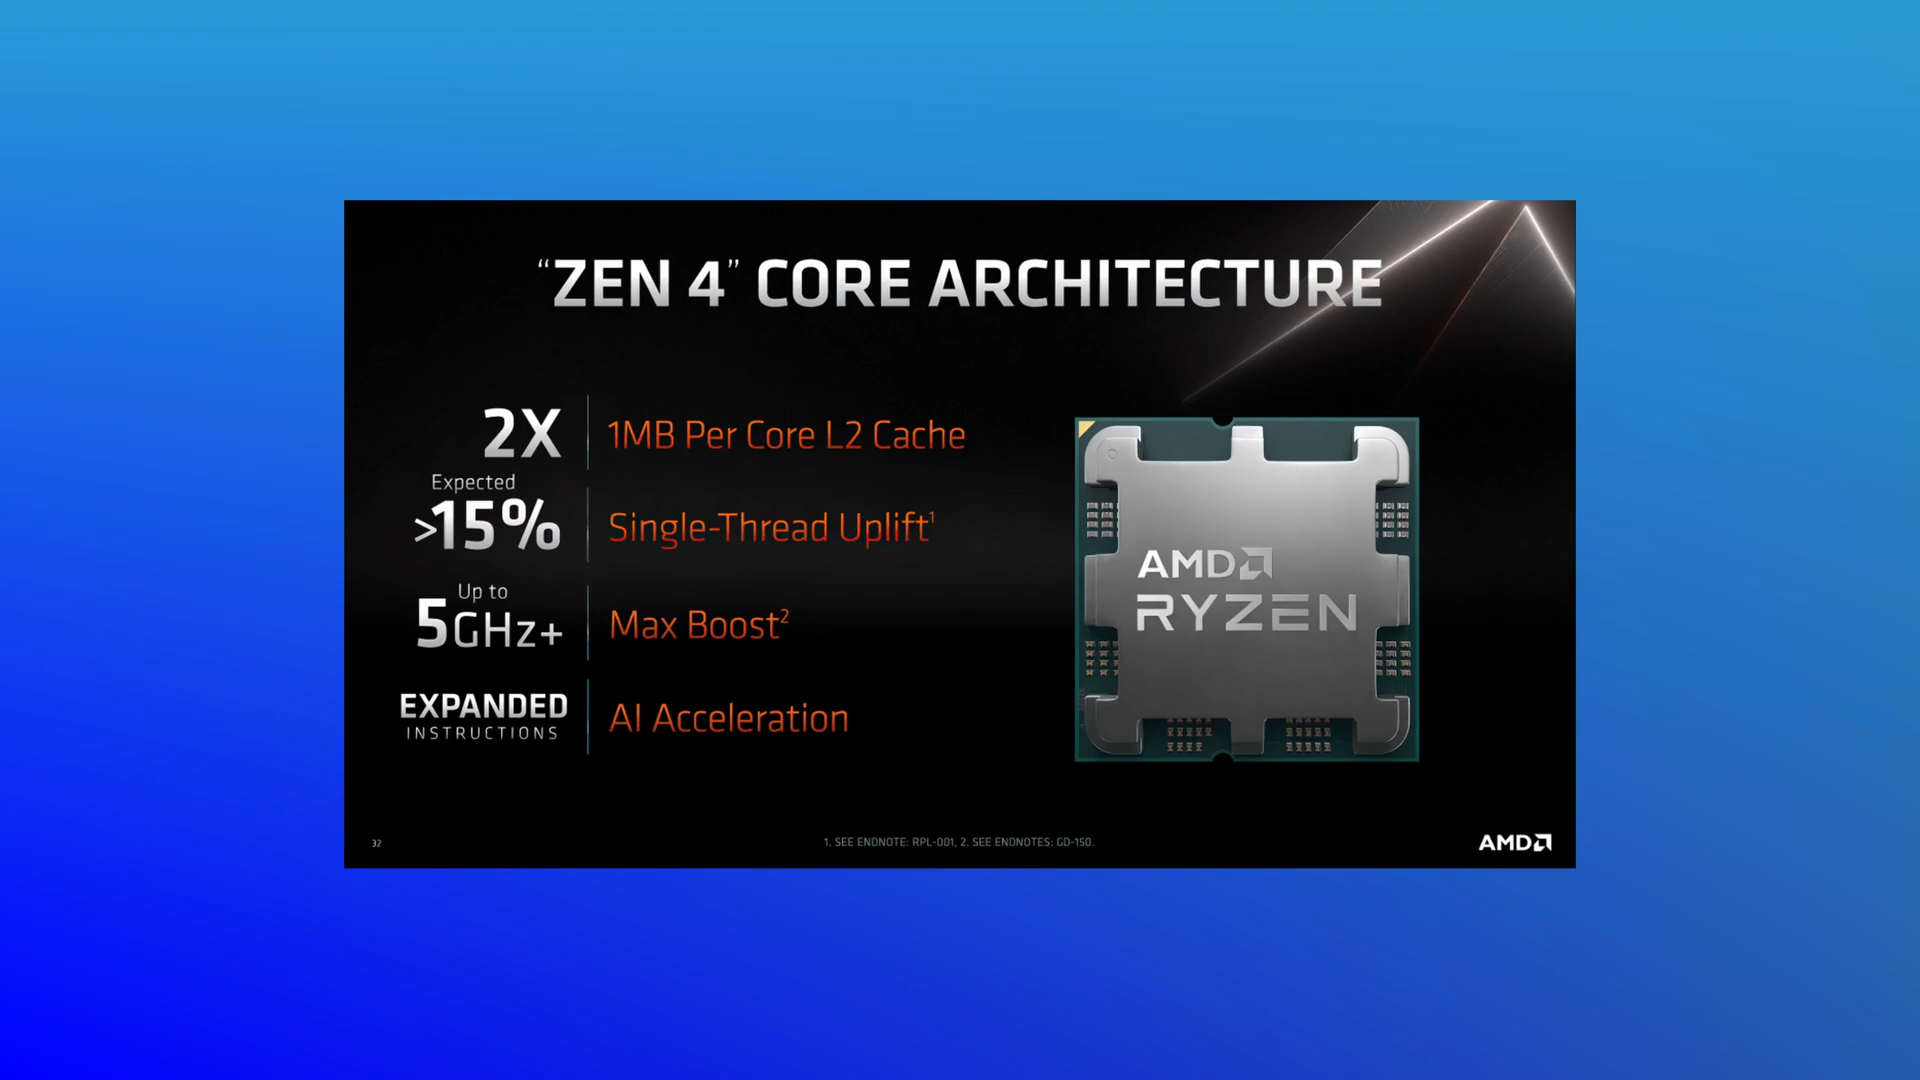 “ZEN 4” CORE ARCHITECTURE
2X
1MB Per Core L2 Cache
Expected
>15%
Single-Thread Uplift¹
Up to
5GHz+
Max Boost²
EXPANDED
INSTRUCTIONS
AI Acceleration
AMD
RYZEN
32
1. SEE ENDNOTE: RPL-001, 2. SEE ENDNOTES: GD-150.
AMD